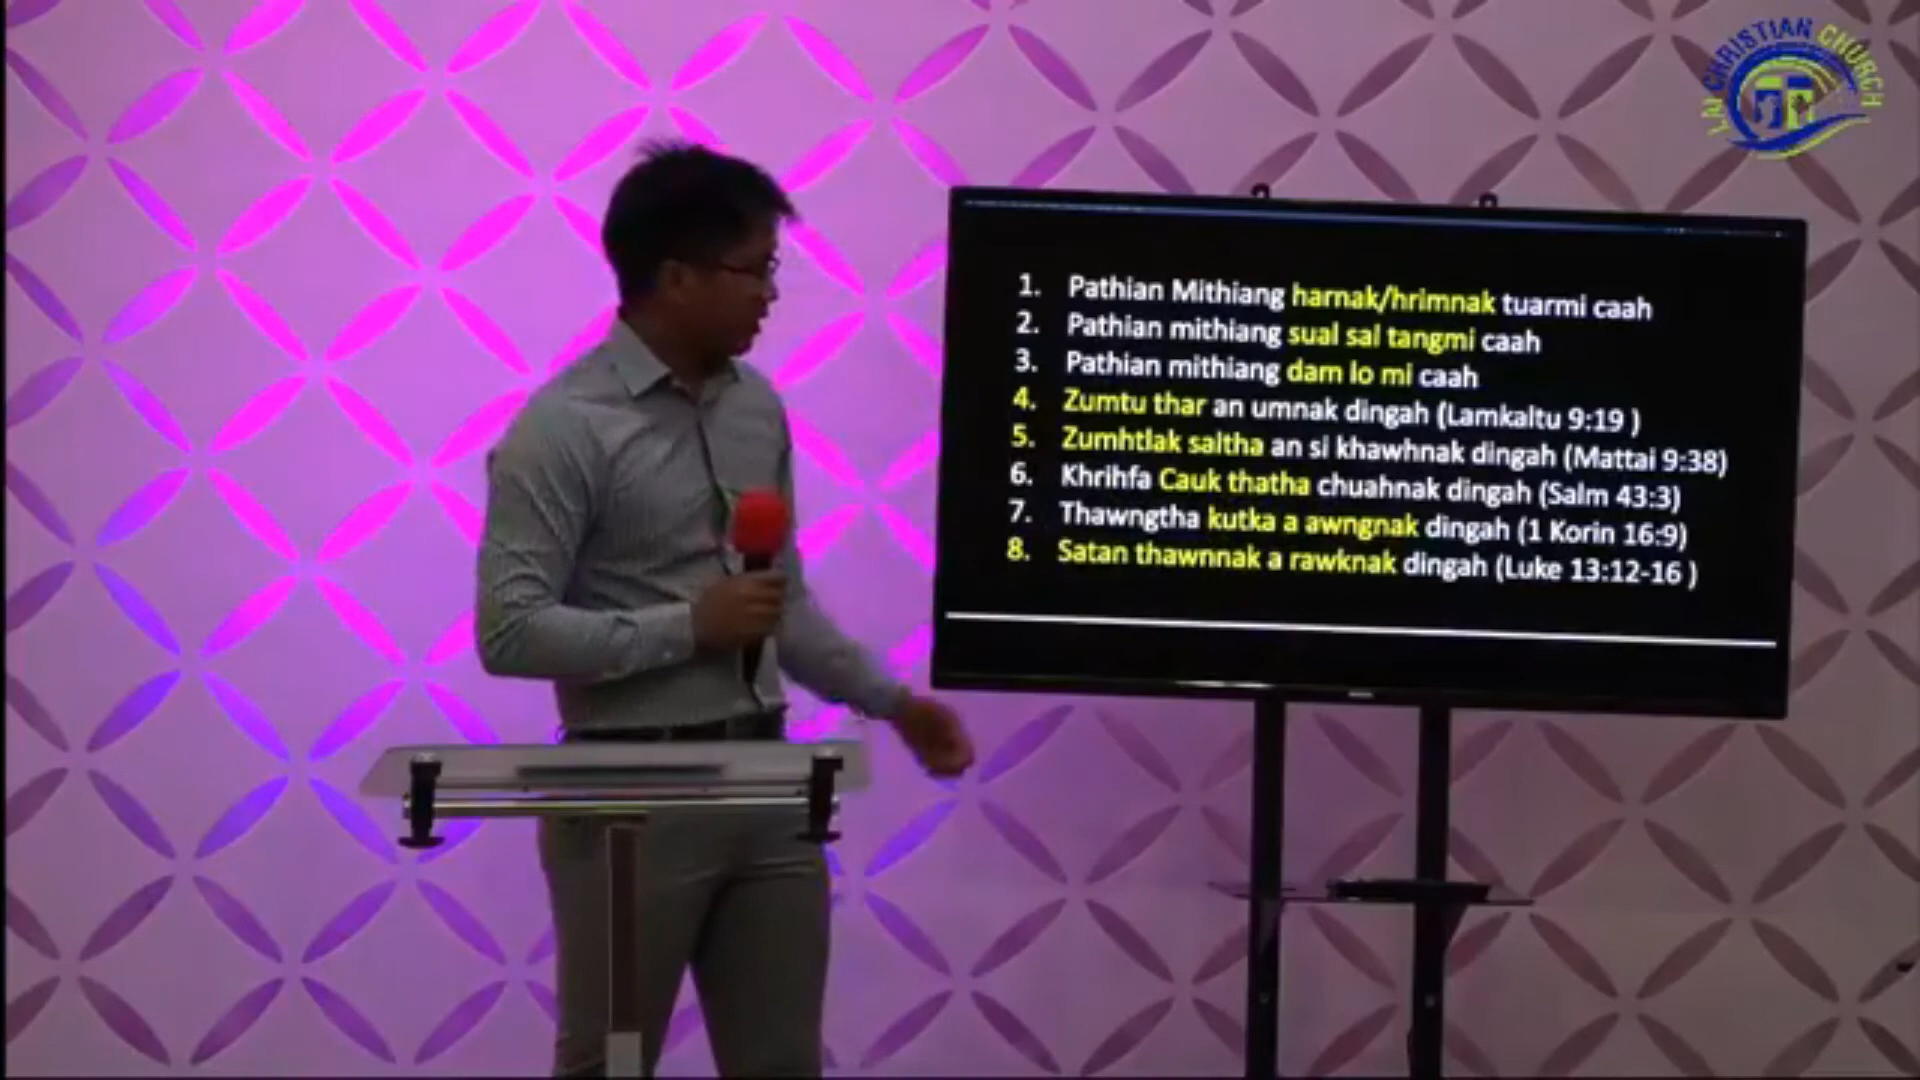 LAI CHRISTIAN CHURCH
1. Pathian Mithiang harnak/hrimnak tuarmi caah
2. Pathian mithiang sual sal tangmi caah
3. Pathian mithiang dam lo mi caah
4. Zumtu thar an umnak dingah (Lamkaltu 9:19 )
5. Zumhtlak saltha an si khawhnak dingah (Mattai 9:38)
6. Khrihfa Cauk thatha chuahnak dingah (Salm 43:3)
7. Thawngtha kutka a awngnak dingah (1 Korin 16:9)
8. Satan thawnnak a rawknak dingah (Luke 13:12-16 )